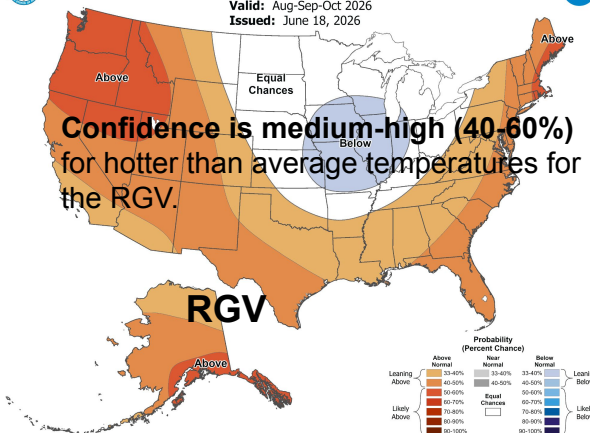 Valid: Aug-Sep-Oct 2026
Issued: June 18, 2026
Above
Above
Equal
Chances
Confidence is medium-high (40-60%)
Below
for hotter than average temperatures for
the RGV.
RGV
Above
Probability
(Percent Chance)
Above
Normal
Near
Normal
Below
Normal
Leaning
Above
33-40%
40-50%
33-40%
40-50%
33-40%
40-50%
Likely
Above
50-60%
60-70%
70-80%
80-90%
90-100%
Equal
Chances
50-60%
60-70%
70-80%
80-90%
90-100%
Leani
Belo
Likel
Belo